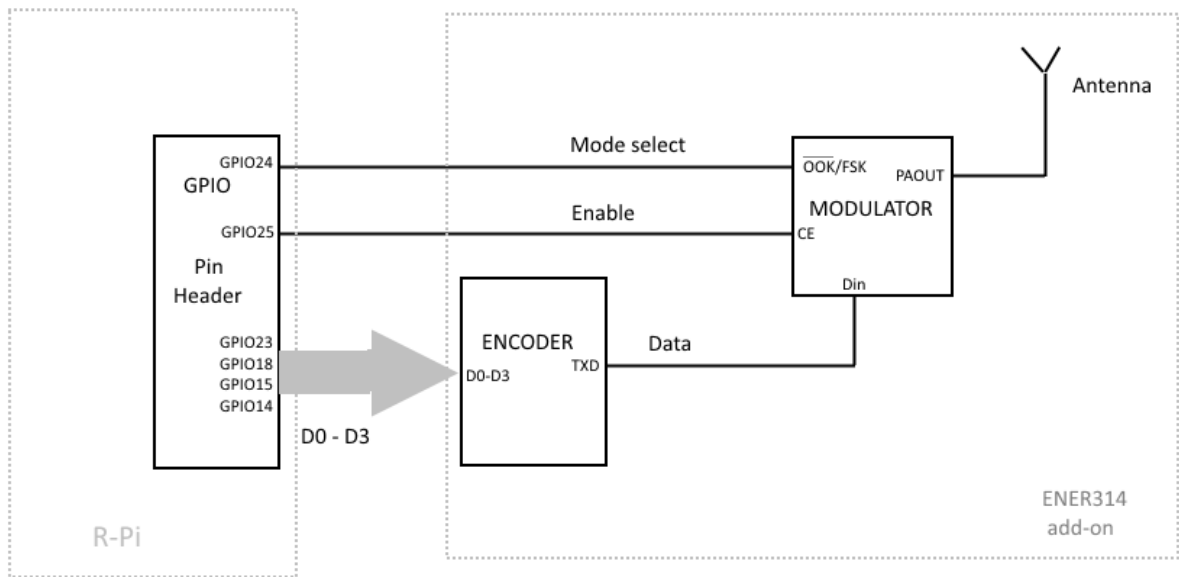 Antenna
Mode select
GPIO24
GPIO
O̅O̅K̅/FSK
PAOUT
MODULATOR
Enable
GPIO25
CE
Pin
Header
Din
GPIO23
GPIO18
GPIO15
GPIO14
ENCODER
Data
TXD
D0-D3
D0 - D3
ENER314
add-on
R-Pi